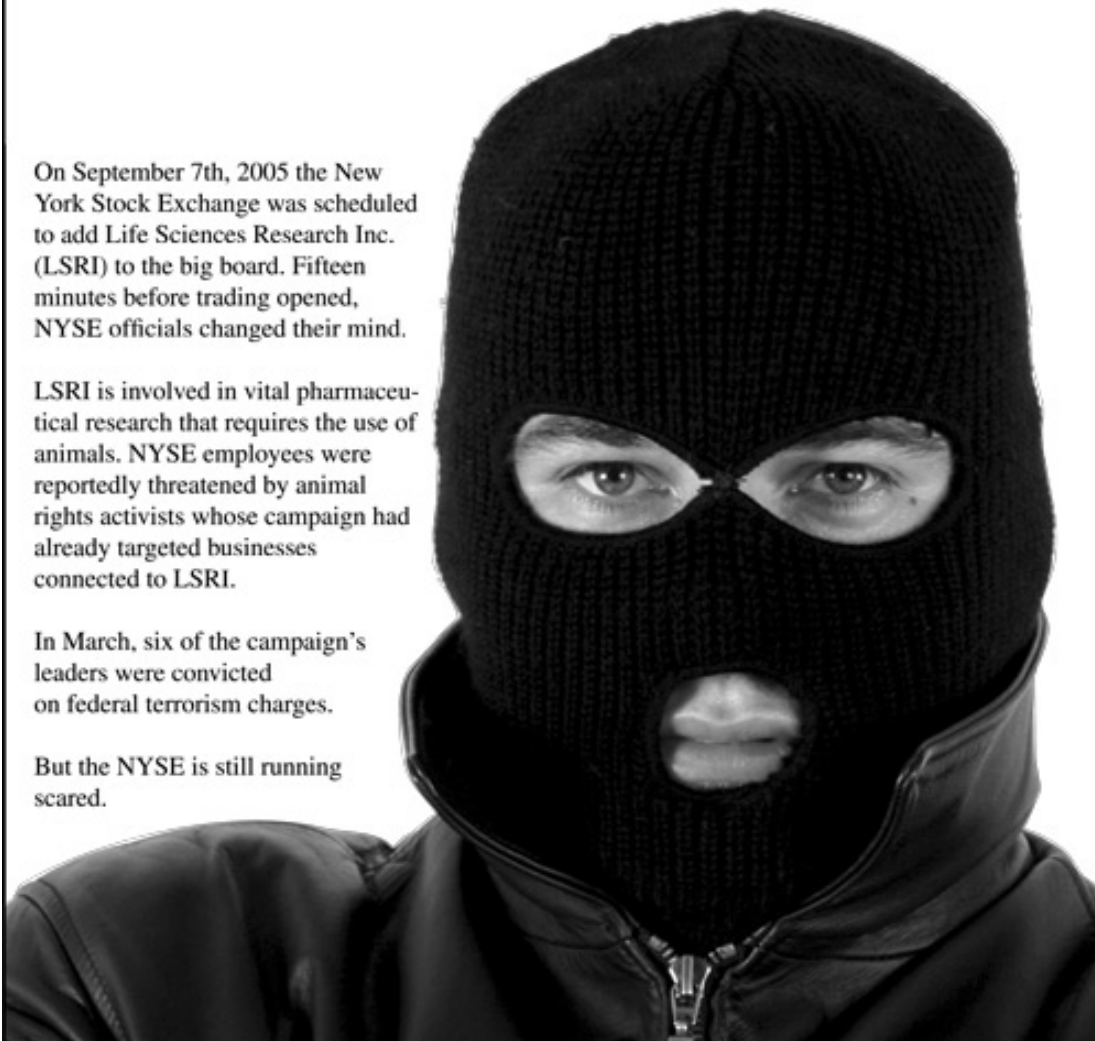 On September 7th, 2005 the New
York Stock Exchange was scheduled
to add Life Sciences Research Inc.
(LSRI) to the big board. Fifteen
minutes before trading opened,
NYSE officials changed their mind.
LSRI is involved in vital pharmaceu-
tical research that requires the use of
animals. NYSE employees were
reportedly threatened by animal
rights activists whose campaign had
already targeted businesses
connected to LSRI.
In March, six of the campaign's
leaders were convicted
on federal terrorism charges.
But the NYSE is still running
scared.